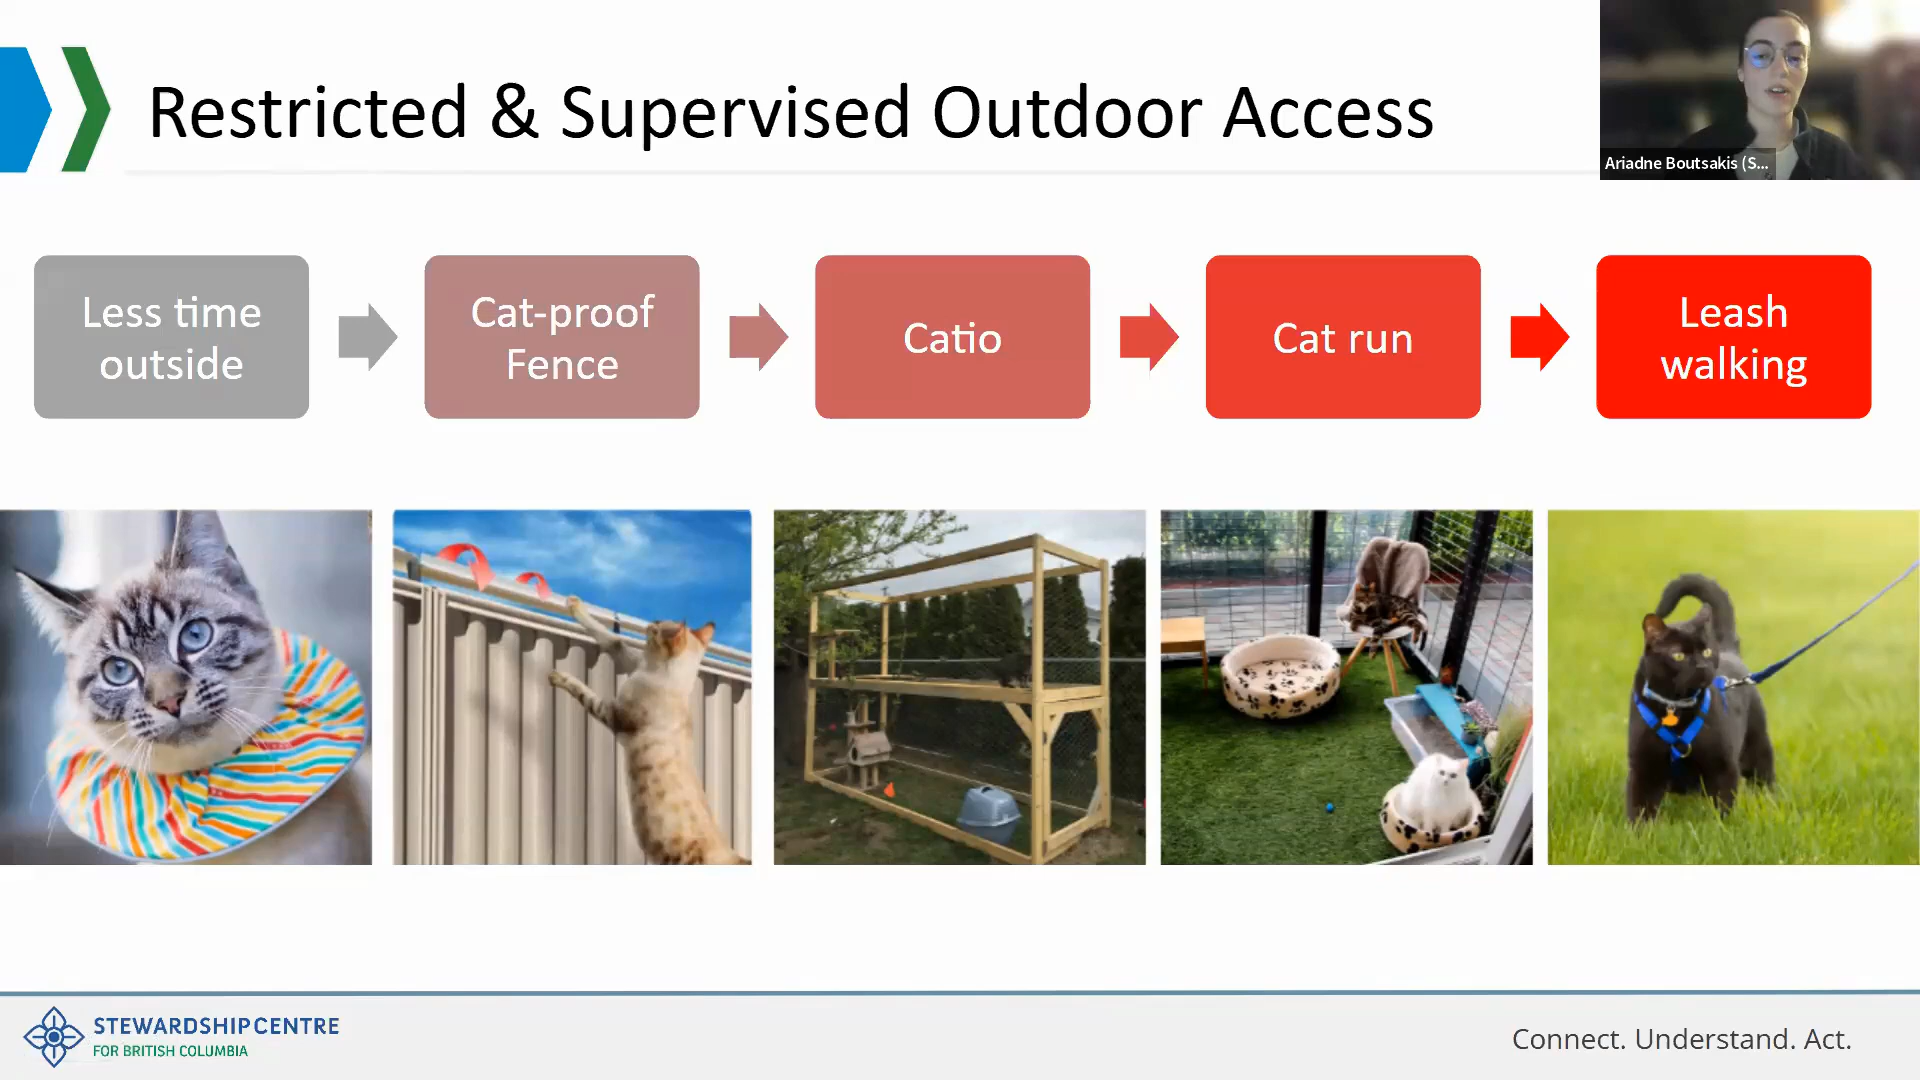 Restricted & Supervised Outdoor Access
Ariadne Boutsakis (S...
Less time
outside
Cat-proof
Fence
Catio
Cat run
Leash
walking
STEWARDSHIP CENTRE
FOR BRITISH COLUMBIA
Connect. Understand. Act.